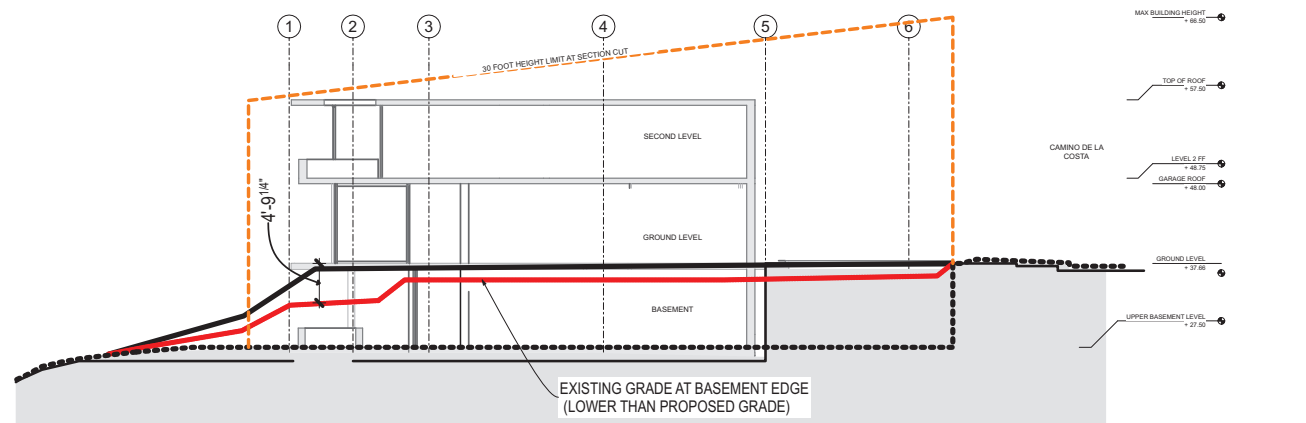 1
2
3
4
5
6
MAX BUILDING HEIGHT
+ 66.50
30 FOOT HEIGHT LIMIT AT SECTION CUT
TOP OF ROOF
+ 57.50
SECOND LEVEL
CAMINO DE LA
COSTA
LEVEL 2 FF
+ 48.75
GARAGE ROOF
+ 48.00
4'-9 1/4"
GROUND LEVEL
GROUND LEVEL
+ 37.66
BASEMENT
UPPER BASEMENT LEVEL
+ 27.50
EXISTING GRADE AT BASEMENT EDGE
(LOWER THAN PROPOSED GRADE)